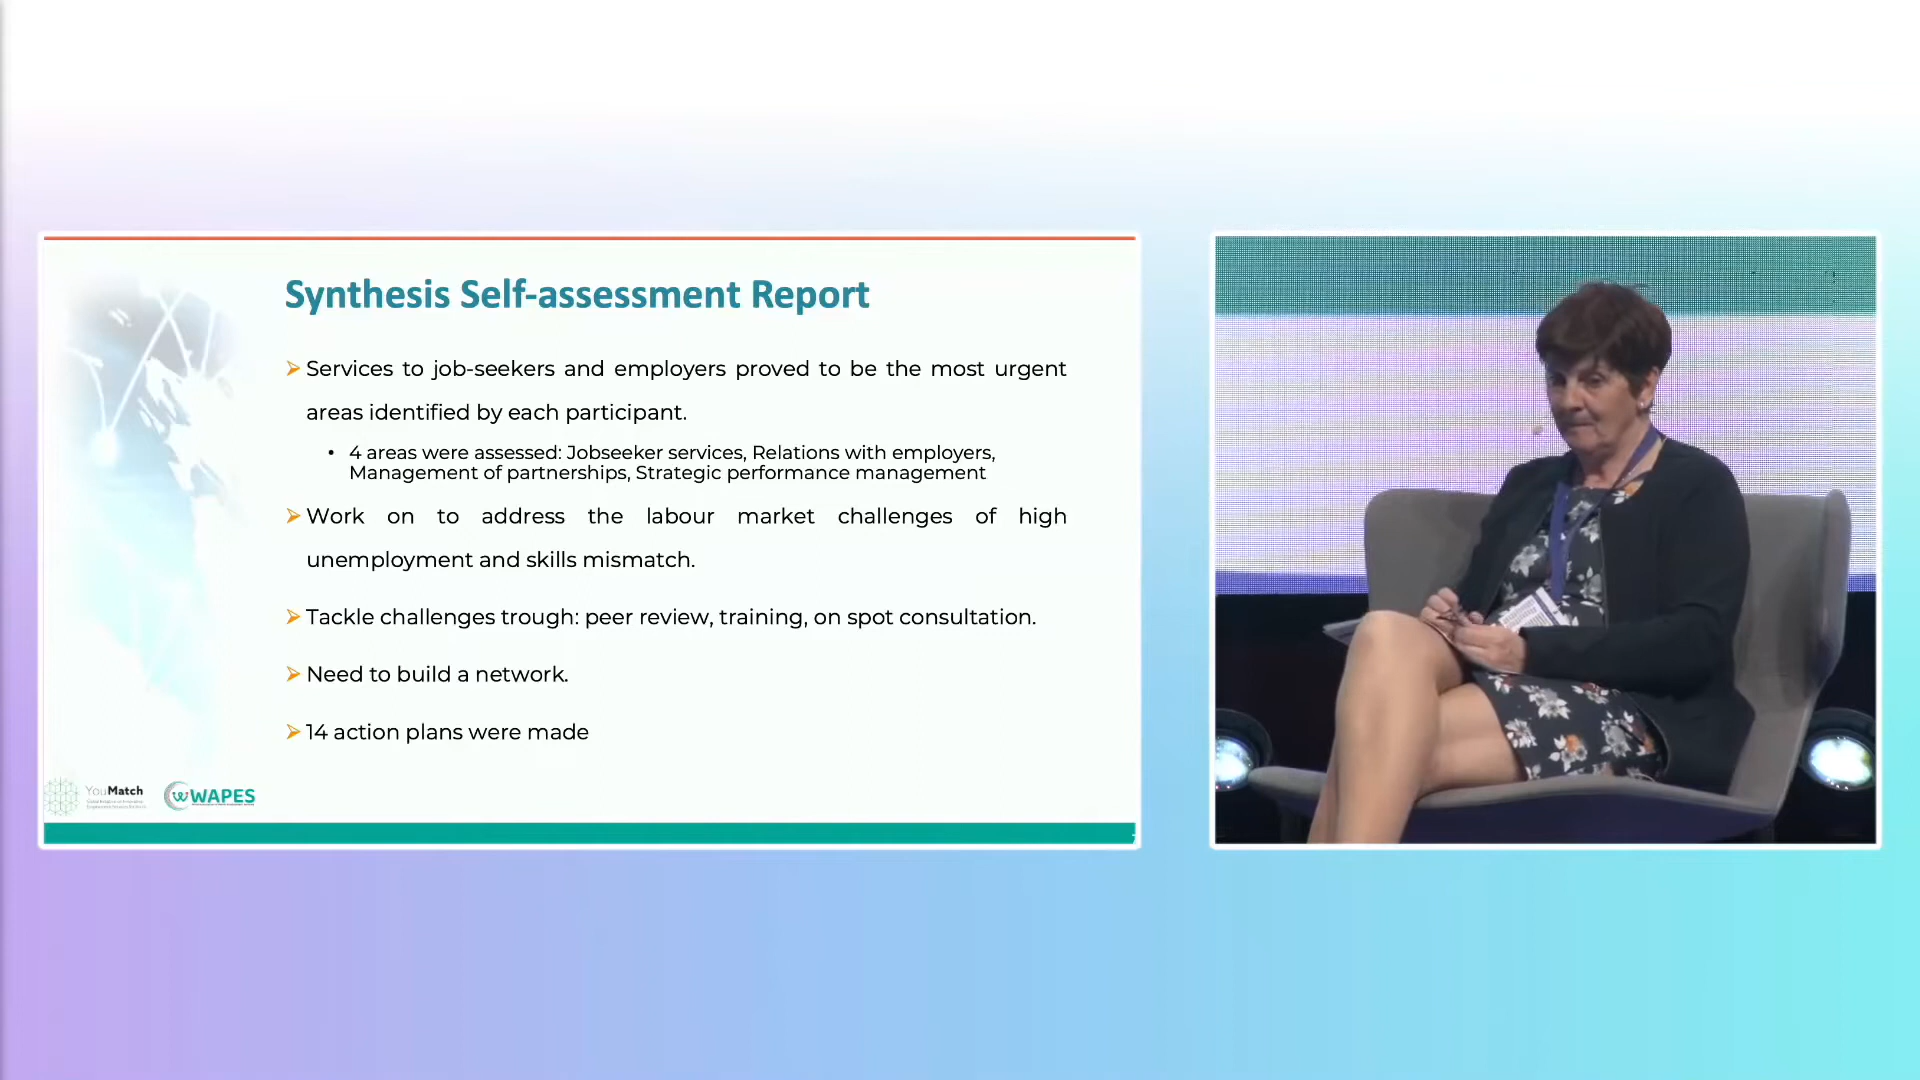 Synthesis Self-assessment Report
Services to job-seekers and employers proved to be the most urgent
areas identified by each participant.
• 4 areas were assessed: Jobseeker services, Relations with employers,
Management of partnerships, Strategic performance management
Work on to address the labour market challenges of high
unemployment and skills mismatch.
Tackle challenges trough: peer review, training, on spot consultation.
Need to build a network.
14 action plans were made
YouMatch
WAPES